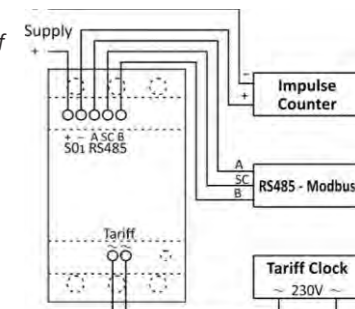 f
Supply
+
−
+
Impulse
Counter
+ − A SC B
S01 RS485
A
SC
B
RS485 - Modbus
Tariff
~ ~
Tariff Clock
~ 230V ~